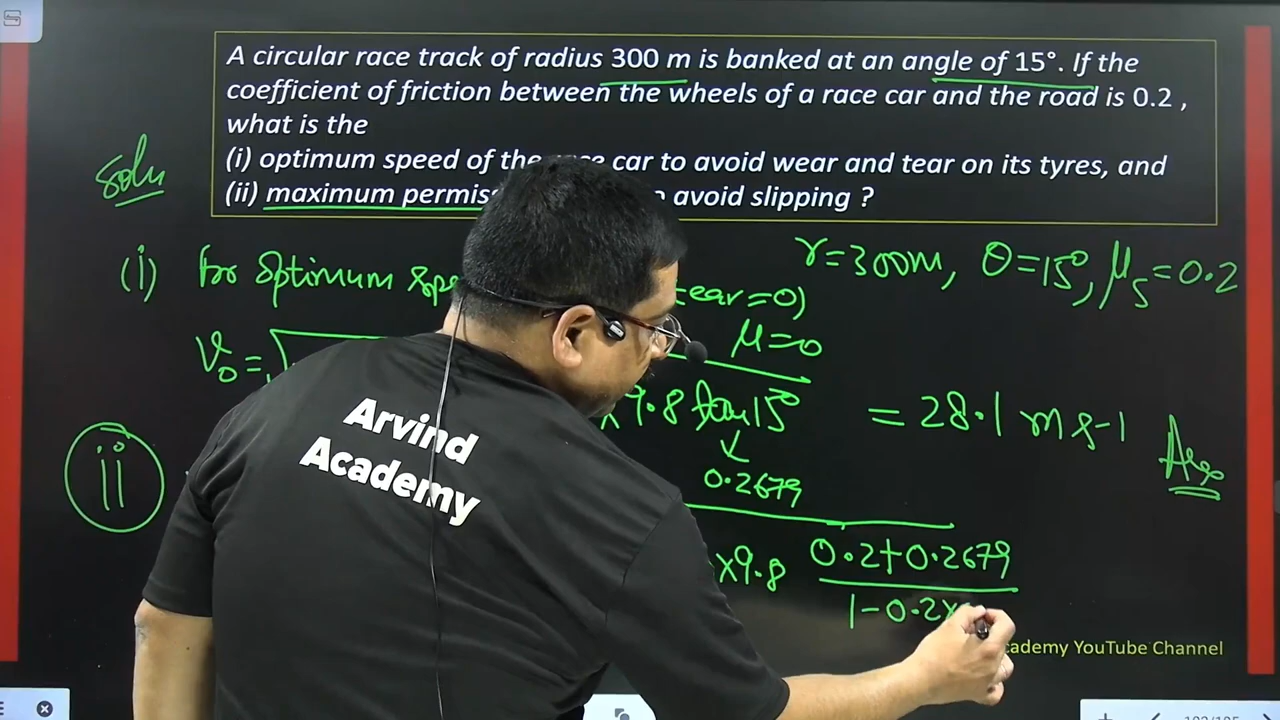 A circular race track of radius 300 m is banked at an angle of 15°. If the
coefficient of friction between the wheels of a race car and the road is 0.2 ,
what is the
(i) optimum speed of the car to avoid wear and tear on its tyres, and
(ii) maximum avoid slipping ?
Soln
r=300m, θ=15°, μs=0.2
(i) for optimum =0)
μ=0
v₀=√
9.8 tan15° = 28.1 ms-1 Ans
↓
0.2679
ii
x9.8 0.2+0.2679
1-0.2x
Arvind
Academy
YouTube Channel